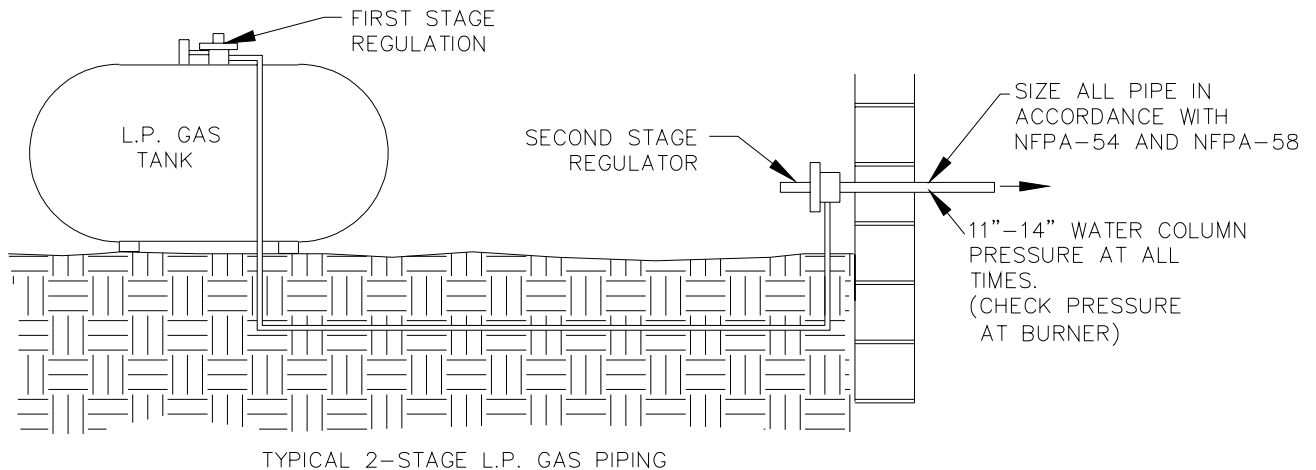 FIRST STAGE
REGULATION
L.P. GAS
TANK
SECOND STAGE
REGULATOR
SIZE ALL PIPE IN
ACCORDANCE WITH
NFPA-54 AND NFPA-58
11”-14” WATER COLUMN
PRESSURE AT ALL
TIMES.
(CHECK PRESSURE
AT BURNER)
TYPICAL 2-STAGE L.P. GAS PIPING